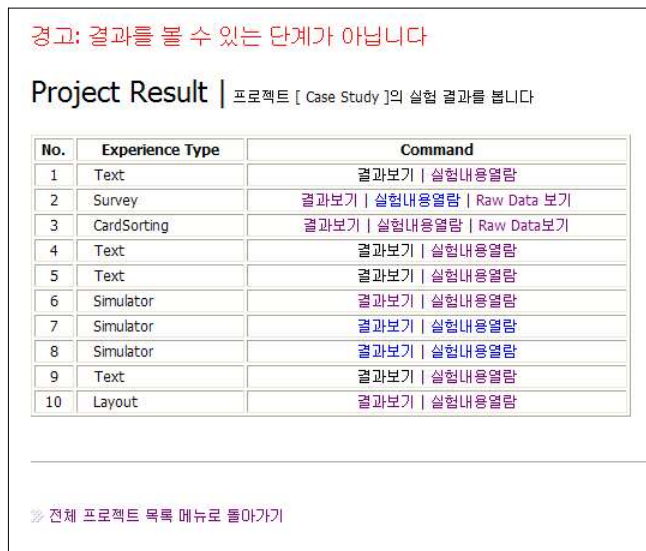 경고: 결과를 볼 수 있는 단계가 아닙니다
Project Result | 프로젝트 [ Case Study ]의 실험 결과를 봅니다
No. Experience Type Command
1 Text 결과보기 | 실험내용열람
2 Survey 결과보기 | 실험내용열람 | Raw Data 보기
3 CardSorting 결과보기 | 실험내용열람 | Raw Data보기
4 Text 결과보기 | 실험내용열람
5 Text 결과보기 | 실험내용열람
6 Simulator 결과보기 | 실험내용열람
7 Simulator 결과보기 | 실험내용열람
8 Simulator 결과보기 | 실험내용열람
9 Text 결과보기 | 실험내용열람
10 Layout 결과보기 | 실험내용열람
≫ 전체 프로젝트 목록 메뉴로 돌아가기